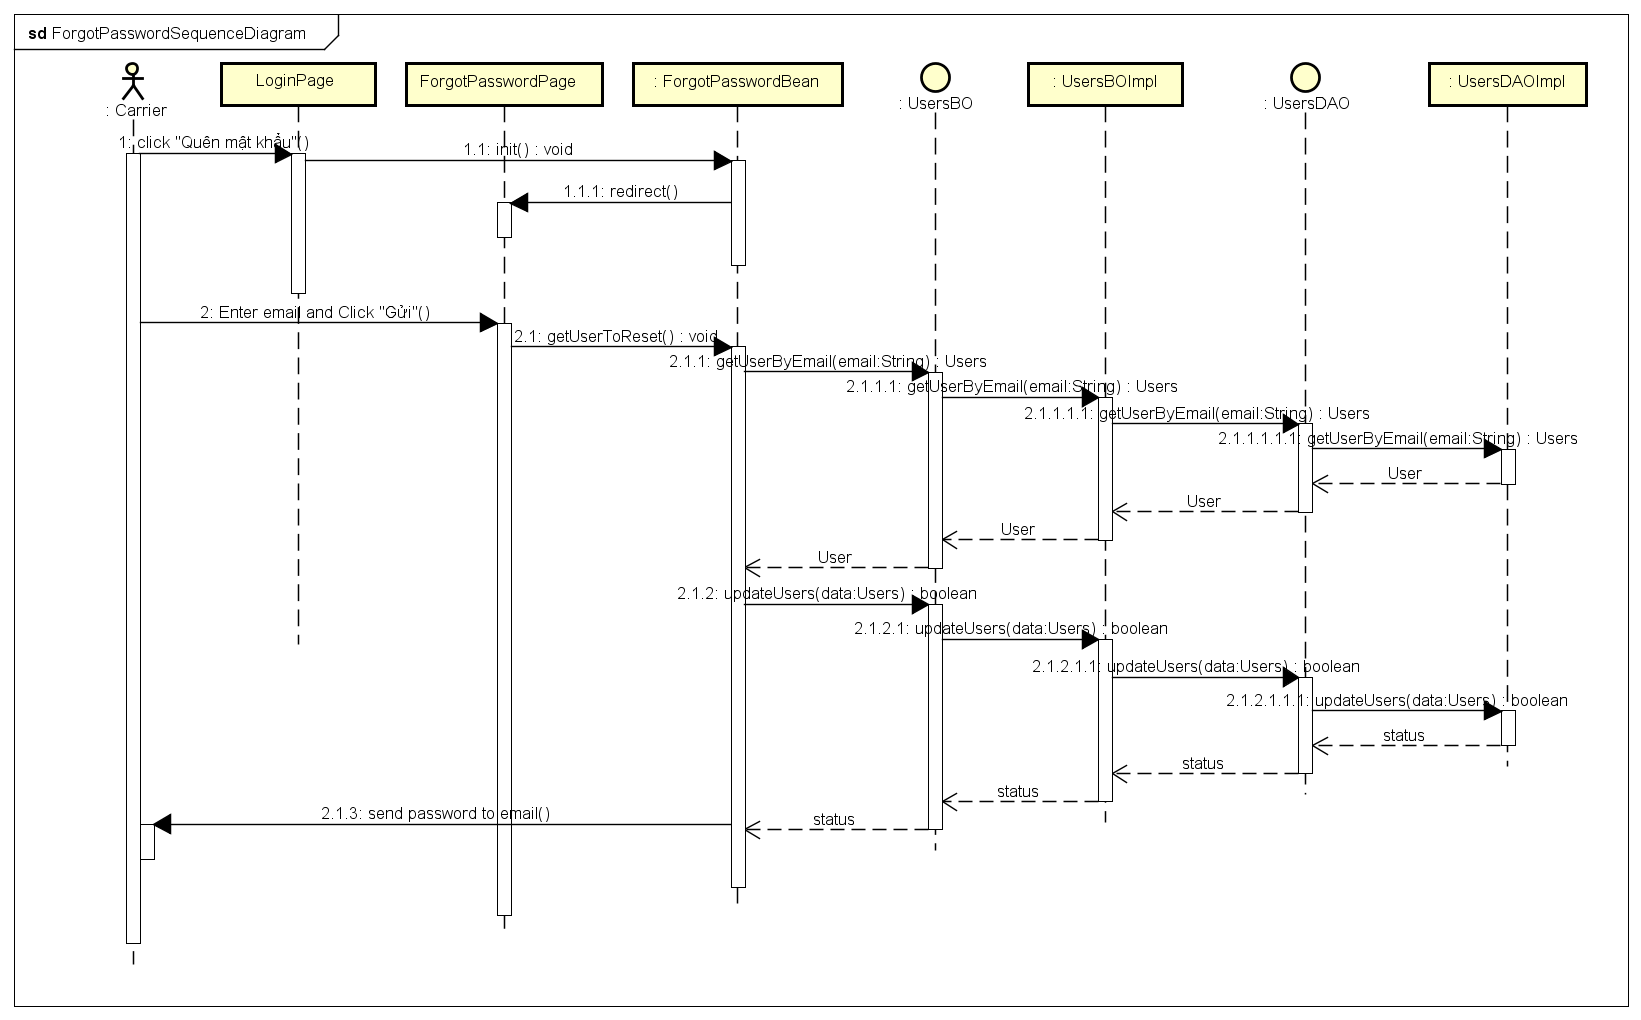 sd ForgotPasswordSequenceDiagram
: Carrier
LoginPage
ForgotPasswordPage
: ForgotPasswordBean
: UsersBO
: UsersBOImpl
: UsersDAO
: UsersDAOImpl
1: click "Quên mật khẩu"()
1.1: init() : void
1.1.1: redirect()
2: Enter email and Click "Gửi"()
2.1: getUserToReset() : void
2.1.1: getUserByEmail(email:String) : Users
2.1.1.1: getUserByEmail(email:String) : Users
2.1.1.1.1: getUserByEmail(email:String) : Users
2.1.1.1.1.1: getUserByEmail(email:String) : Users
User
User
User
User
2.1.2: updateUsers(data:Users) : boolean
2.1.2.1: updateUsers(data:Users) : boolean
2.1.2.1.1: updateUsers(data:Users) : boolean
2.1.2.1.1.1: updateUsers(data:Users) : boolean
status
status
status
2.1.3: send password to email()
status